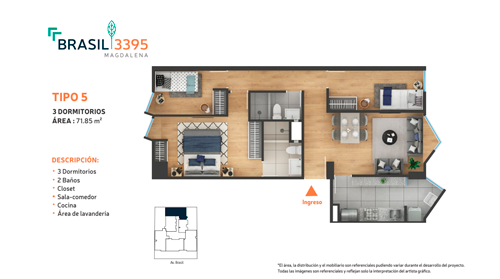 BRASIL 3395
MAGDALENA
TIPO 5
3 DORMITORIOS
ÁREA : 71.85 m²
DESCRIPCIÓN:
• 3 Dormitorios
• 2 Baños
• Closet
• Sala-comedor
• Cocina
• Área de lavandería
Ingreso
Av. Brasil
*El área, la distribución y el mobiliario son referenciales pudiendo variar durante el desarrollo del proyecto.
Todas las imágenes son referenciales y reflejan solo la interpretación del artista gráfico.